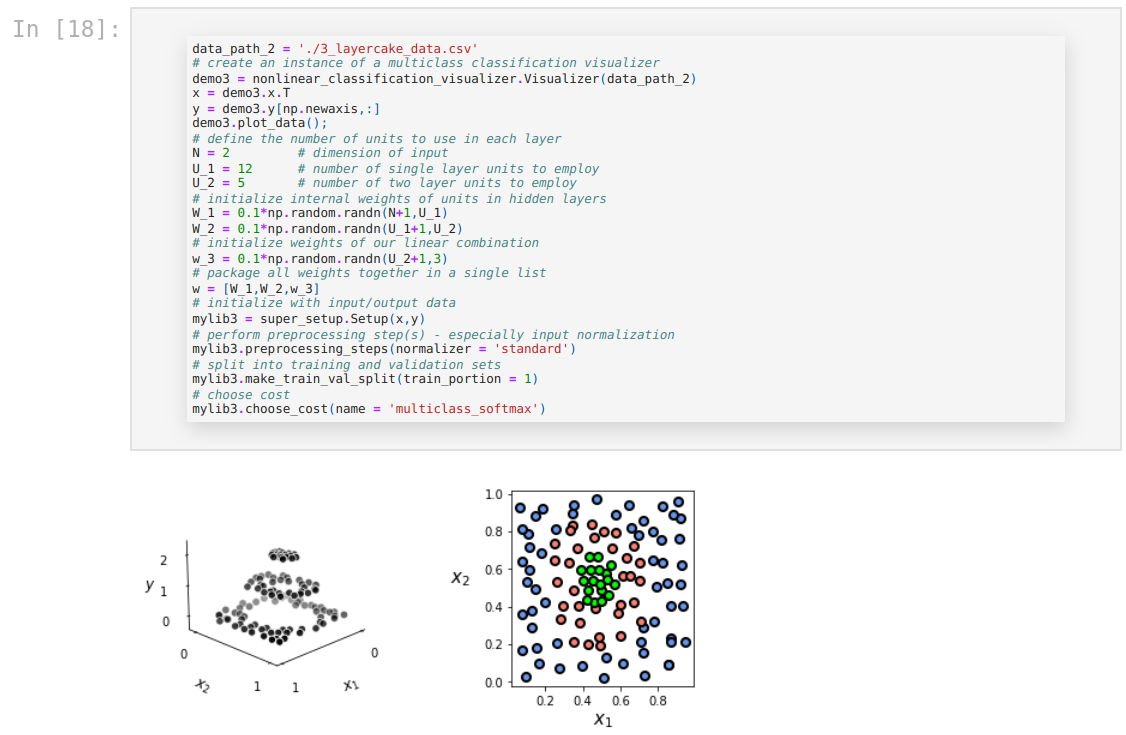 In [18]:
data_path_2 = './3_layercake_data.csv'
# create an instance of a multiclass classification visualizer
demo3 = nonlinear_classification_visualizer.Visualizer(data_path_2)
x = demo3.x.T
y = demo3.y[np.newaxis,:]
demo3.plot_data();
# define the number of units to use in each layer
N = 2         # dimension of input
U_1 = 12      # number of single layer units to employ
U_2 = 5       # number of two layer units to employ
# initialize internal weights of units in hidden layers
W_1 = 0.1*np.random.randn(N+1,U_1)
W_2 = 0.1*np.random.randn(U_1+1,U_2)
# initialize weights of our linear combination
w_3 = 0.1*np.random.randn(U_2+1,3)
# package all weights together in a single list
w = [W_1,W_2,w_3]
# initialize with input/output data
mylib3 = super_setup.Setup(x,y)
# perform preprocessing step(s) - especially input normalization
mylib3.preprocessing_steps(normalizer = 'standard')
# split into training and validation sets
mylib3.make_train_val_split(train_portion = 1)
# choose cost
mylib3.choose_cost(name = 'multiclass_softmax')
2
y 1
0
0
x2
1
1
x1
0
1.0
0.8
0.6
x2
0.4
0.2
0.0
0.2 0.4 0.6 0.8
x1